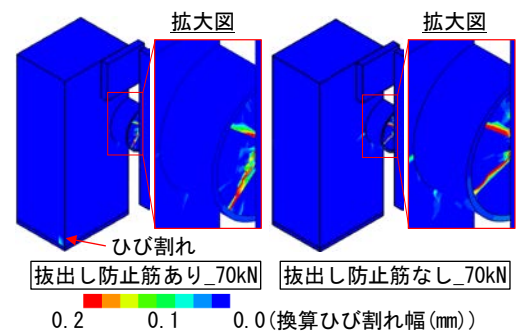 拡大図
拡大図
ひび割れ
抜出し防止筋あり_70kN
抜出し防止筋なし_70kN
0.2 0.1 0.0(換算ひび割れ幅(mm))